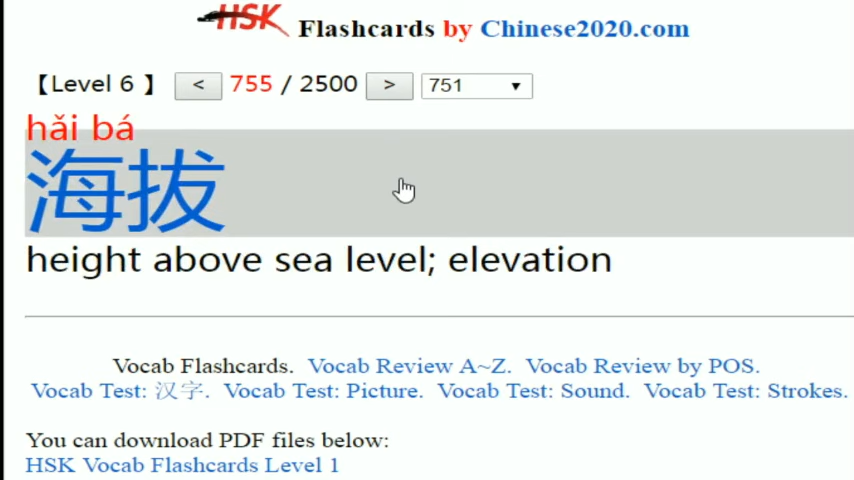 HSK Flashcards by Chinese2020.com
【Level 6 】 < 755 / 2500 > 751
hǎi bá
海拔
height above sea level; elevation
Vocab Flashcards. Vocab Review A~Z. Vocab Review by POS.
Vocab Test: 汉字. Vocab Test: Picture. Vocab Test: Sound. Vocab Test: Strokes.
You can download PDF files below:
HSK Vocab Flashcards Level 1